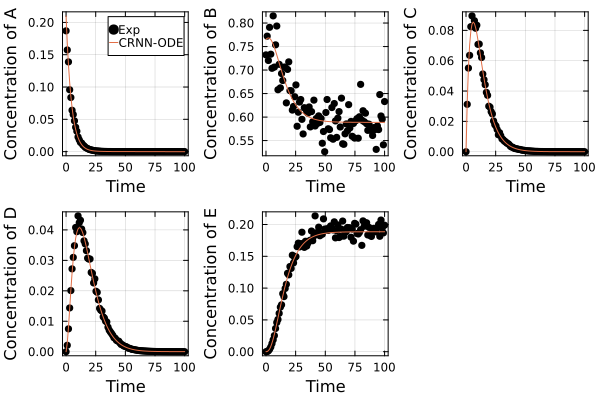 Concentration of A
0.20
0.15
0.10
0.05
0.00
Exp
CRNN-ODE
0 25 50 75 100
Time
Concentration of B
0.80
0.75
0.70
0.65
0.60
0.55
0 25 50 75 100
Time
Concentration of C
0.08
0.06
0.04
0.02
0.00
0 25 50 75 100
Time
Concentration of D
0.04
0.03
0.02
0.01
0.00
0 25 50 75 100
Time
Concentration of E
0.20
0.15
0.10
0.05
0.00
0 25 50 75 100
Time